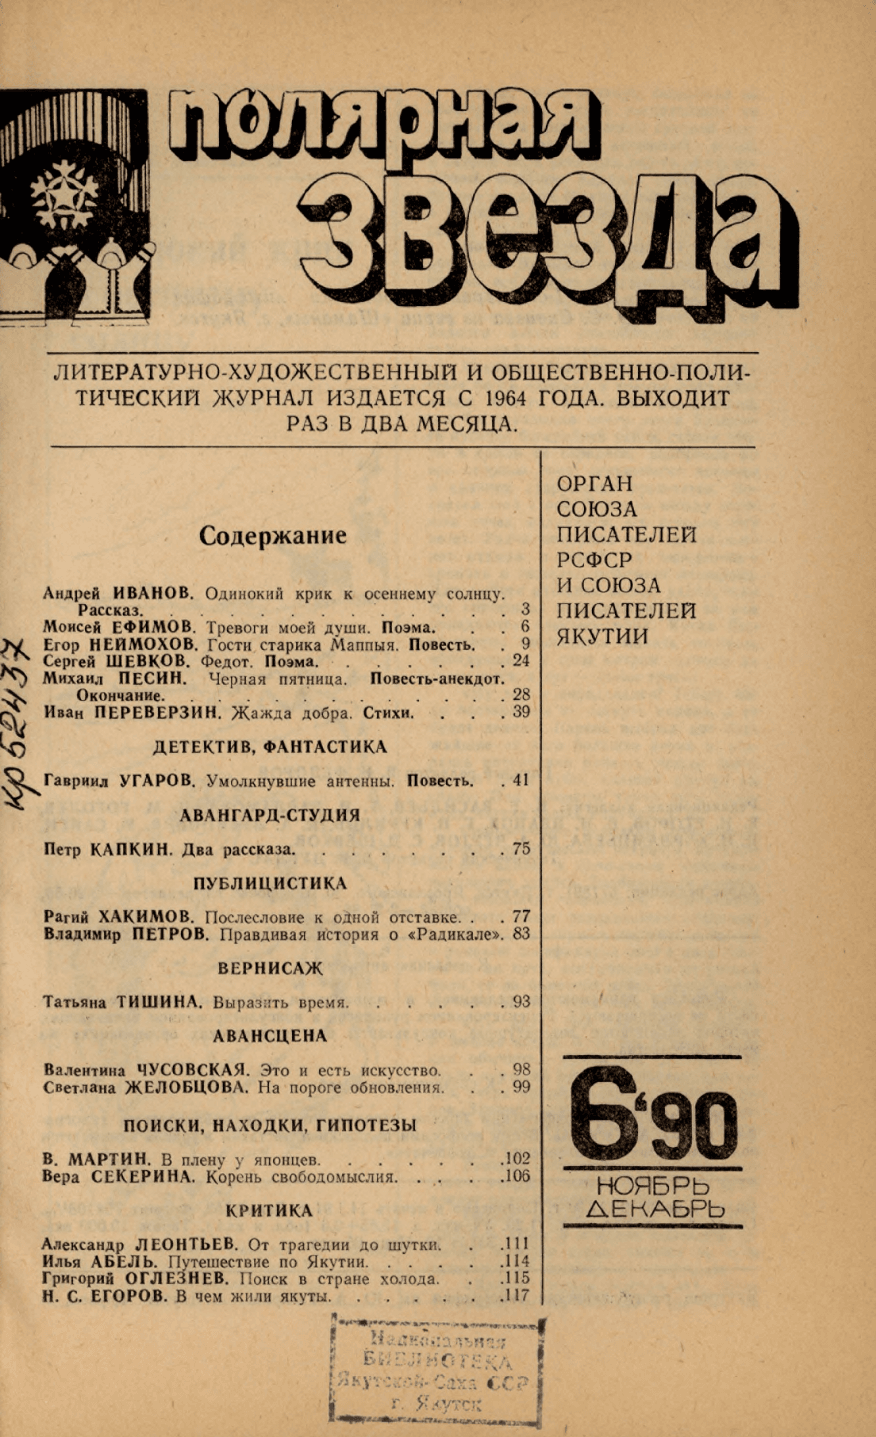 полярная
звезда
ЛИТЕРАТУРНО-ХУДОЖЕСТВЕННЫЙ И ОБЩЕСТВЕННО-ПОЛИ-
ТИЧЕСКИЙ ЖУРНАЛ ИЗДАЕТСЯ С 1964 ГОДА. ВЫХОДИТ
РАЗ В ДВА МЕСЯЦА.
Содержание
Андрей ИВАНОВ. Одинокий крик к осеннему солнцу.
Рассказ. . . . . . . . . . . . . 3
Моисей ЕФИМОВ. Тревоги моей души. Поэма. . . 6
Егор НЕЙМОХОВ. Гости старика Маппыя. Повесть. . 9
Сергей ШЕВКОВ. Федот. Поэма. . . . . . . 24
Михаил ПЕСИН. Черная пятница. Повесть-анекдот.
Окончание. . . . . . . . . . . . 28
Иван ПЕРЕВЕРЗИН. Жажда добра. Стихи. . . . 39
ДЕТЕКТИВ, ФАНТАСТИКА
Гавриил УГАРОВ. Умолкнувшие антенны. Повесть. . 41
АВАНГАРД-СТУДИЯ
Петр КАПКИН. Два рассказа. . . . . . . . 75
ПУБЛИЦИСТИКА
Рагий ХАКИМОВ. Послесловие к одной отставке. . . 77
Владимир ПЕТРОВ. Правдивая история о «Радикале». 83
ВЕРНИСАЖ
Татьяна ТИШИНА. Выразить время. . . . . . 93
АВАНСЦЕНА
Валентина ЧУСОВСКАЯ. Это и есть искусство. . . 98
Светлана ЖЕЛОБЦОВА. На пороге обновления. . . 99
ПОИСКИ, НАХОДКИ, ГИПОТЕЗЫ
В. МАРТИН. В плену у японцев. . . . . . .102
Вера СЕКЕРИНА. Корень свободомыслия. . . . .106
КРИТИКА
Александр ЛЕОНТЬЕВ. От трагедии до шутки. . .111
Илья АБЕЛЬ. Путешествие по Якутии. . . . . .114
Григорий ОГЛЕЗНЕВ. Поиск в стране холода. . .115
Н. С. ЕГОРОВ. В чем жили якуты. . . . . . .117
ОРГАН
СОЮЗА
ПИСАТЕЛЕЙ
РСФСР
И СОЮЗА
ПИСАТЕЛЕЙ
ЯКУТИИ
6'90
НОЯБРЬ
ДЕКАБРЬ
Национальная
БИБЛИОТЕКА
Якутской-Саха ССР
г. Якутск